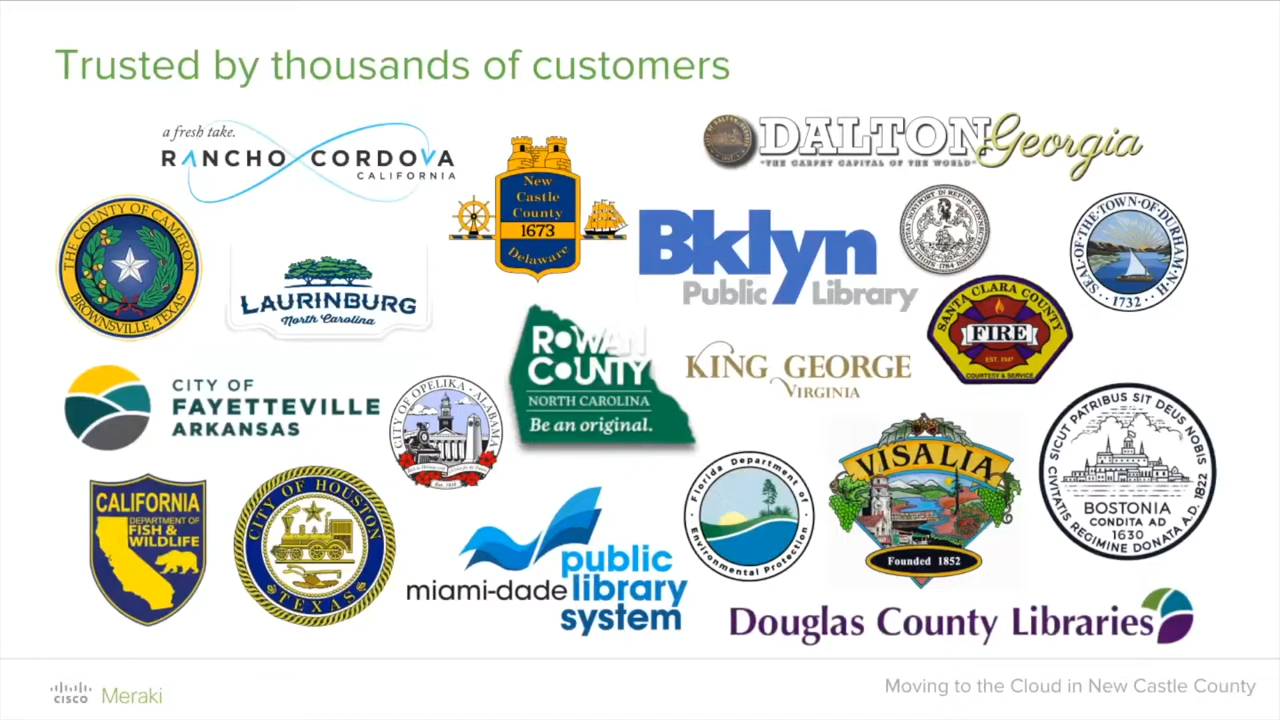 Trusted by thousands of customers
a fresh take.
RANCHO CORDOVA
CALIFORNIA
New
Castle
County
1673
Delaware
DALTON Georgia
"THE CARPET CAPITAL OF THE WORLD"
THE COUNTY OF CAMERON
BROWNSVILLE, TEXAS
LAURINBURG
North Carolina
Bklyn
Public Library
SEAL·OF·THE·TOWN·OF·DURHAM·N·H·
·1732·
SANTA CLARA COUNTY
FIRE
EST. 1947
COURTESY & SERVICE
ROWAN
COUNTY
NORTH CAROLINA
Be an original.
KING GEORGE
VIRGINIA
CITY OF
FAYETTEVILLE
ARKANSAS
CITY OF OPELIKA · ALABAMA
VISALIA
Founded 1852
SICUT PATRIBUS SIT DEUS NOBIS
BOSTONIA
CONDITA AD
1630
CIVITATIS REGIMINE DONATA A.D. 1822
CALIFORNIA
DEPARTMENT OF
FISH &
WILDLIFE
CITY OF HOUSTON
TEXAS
miami-dade public
library
system
Florida Department of
Environmental Protection
Douglas County Libraries
cisco Meraki
Moving to the Cloud in New Castle County